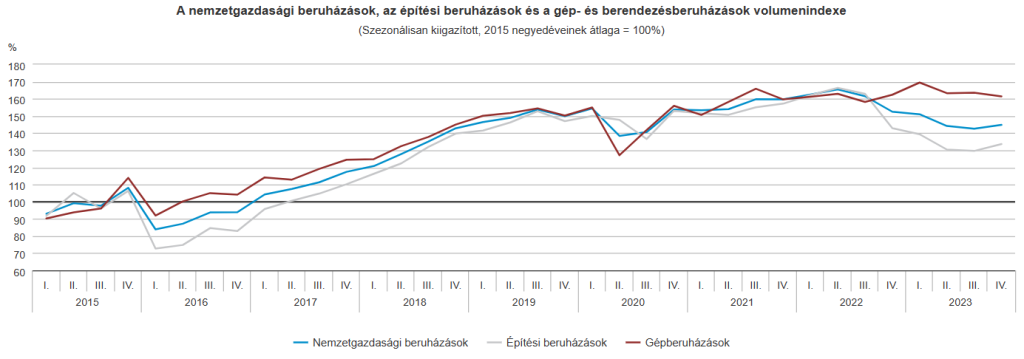 A nemzetgazdasági beruházások, az építési beruházások és a gép- és berendezésberuházások volumenindexe
(Szezonálisan kiigazított, 2015 negyedéveinek átlaga = 100%)
%
180
170
160
150
140
130
120
110
100
90
80
70
60
I. II. III. IV. I. II. III. IV. I. II. III. IV. I. II. III. IV. I. II. III. IV. I. II. III. IV. I. II. III. IV. I. II. III. IV. I. II. III. IV.
2015 2016 2017 2018 2019 2020 2021 2022 2023
Nemzetgazdasági beruházások Építési beruházások Gépberuházások